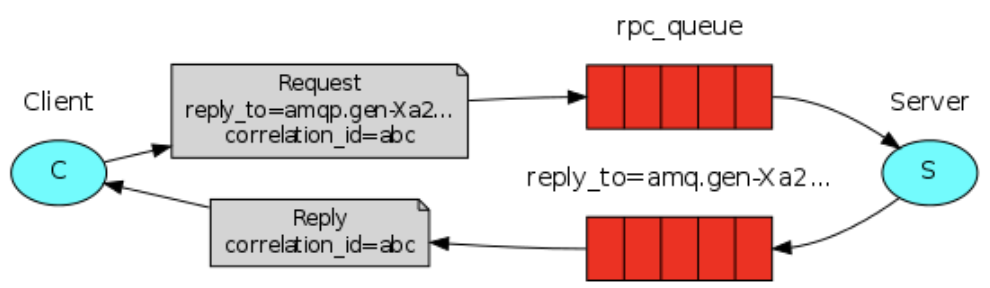 rpc_queue
Client
Request
reply_to=amqp.gen-Xa2...
correlation_id=abc
Server
C
S
reply_to=amq.gen-Xa2...
Reply
correlation_id=abc